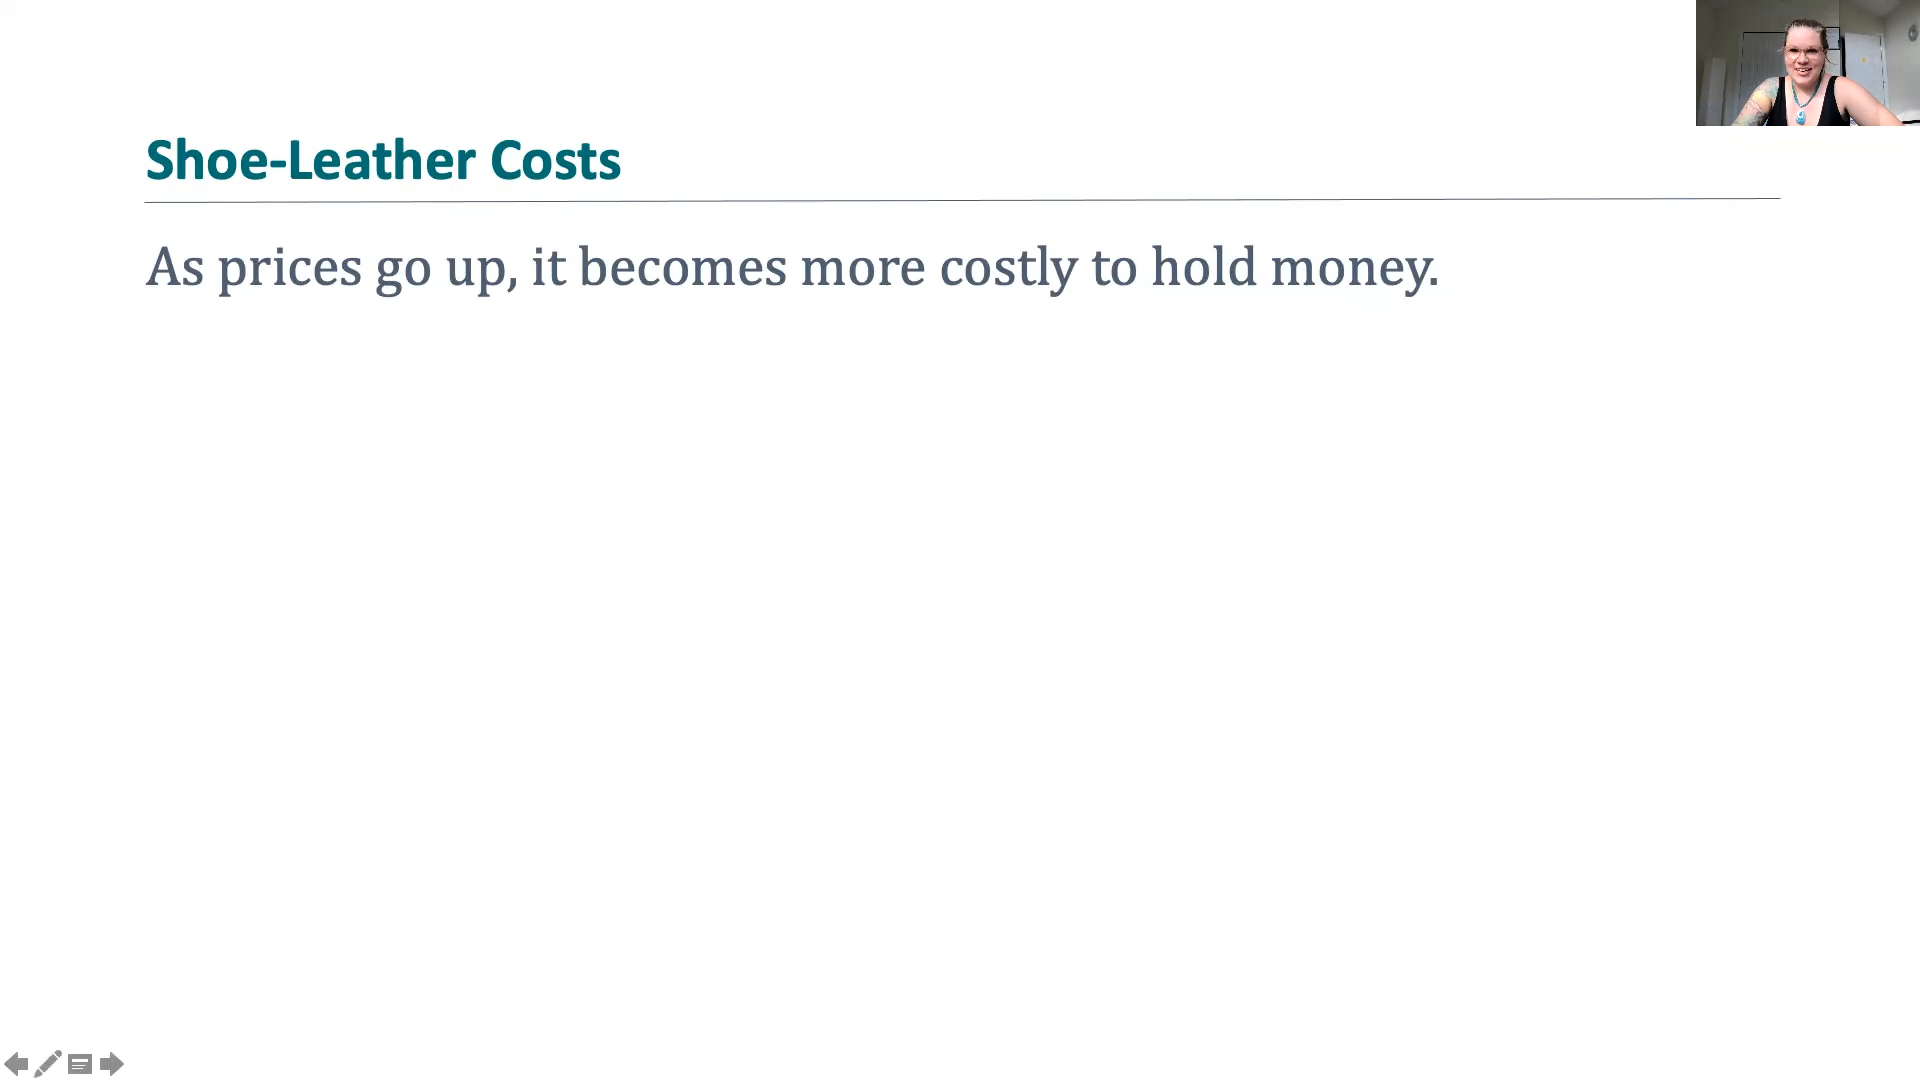 Shoe-Leather Costs
As prices go up, it becomes more costly to hold money.